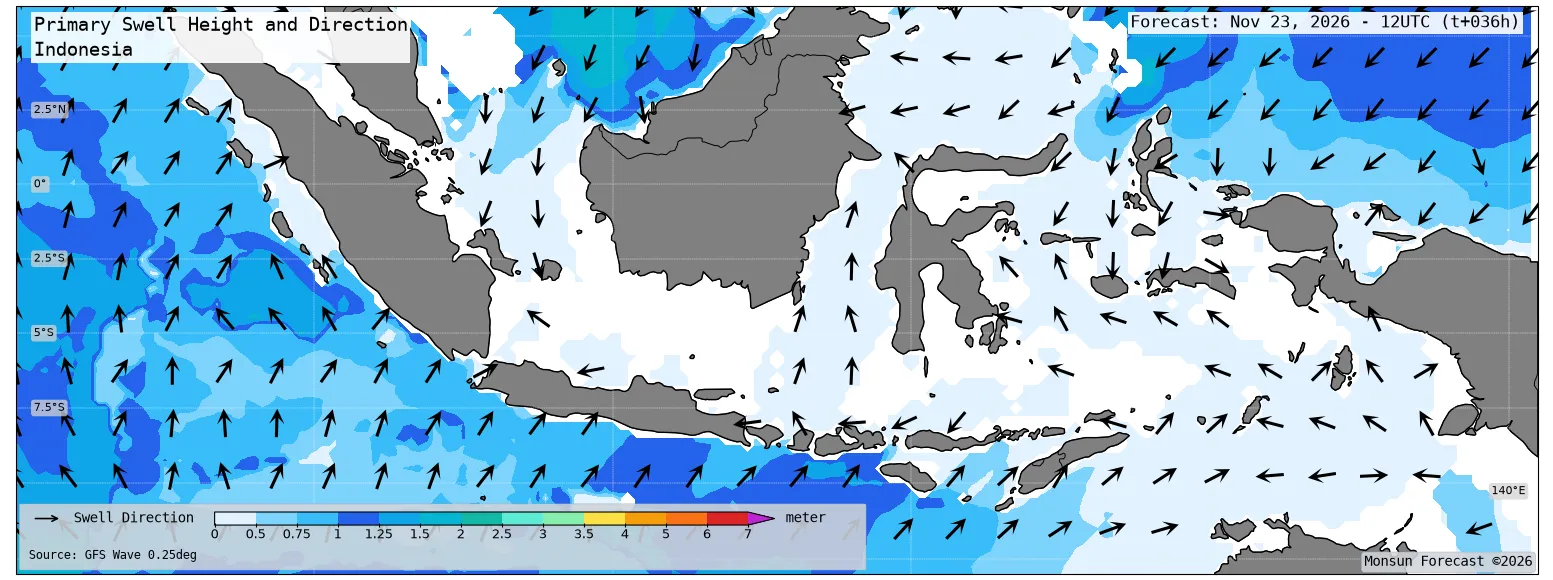 Primary Swell Height and Direction
Indonesia
Forecast: Nov 23, 2026 - 12UTC (t+036h)
2.5°N
0°
2.5°S
5°S
7.5°S
140°E
Swell Direction
meter
0 0.5 0.75 1 1.25 1.5 2 2.5 3 3.5 4 5 6 7
Source: GFS Wave 0.25deg
Monsun Forecast ©2026